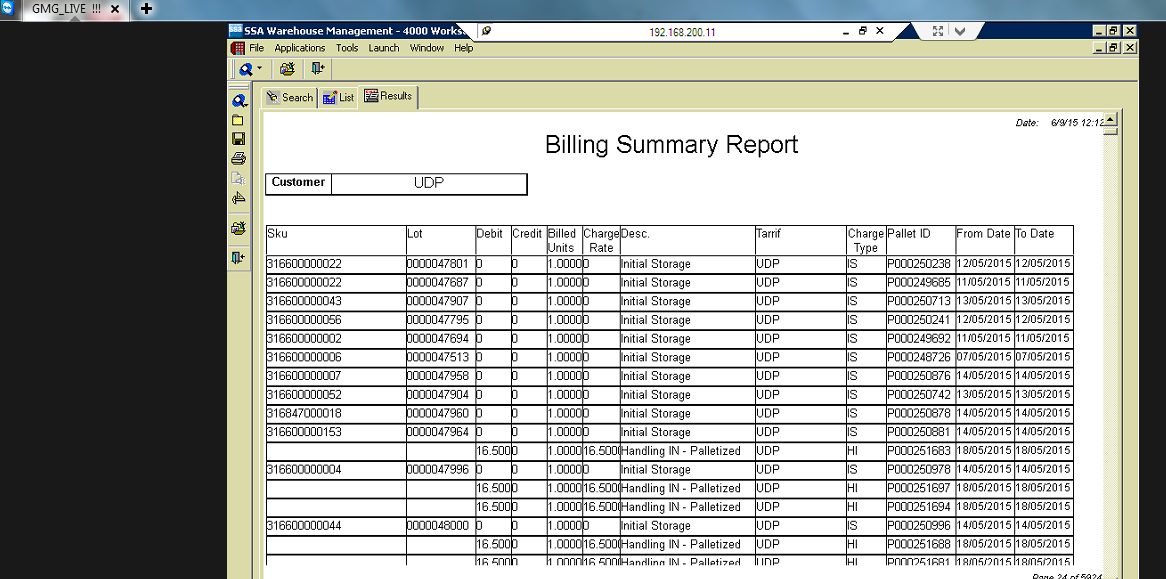 GMG_LIVE !!!
SSA Warehouse Management - 4000 Works
192.168.200.11
File Applications Tools Launch Window Help
Search List Results
Date: 6/9/15 12:12
Billing Summary Report
Customer UDP
Sku Lot Debit Credit Billed Units Charge Rate Desc. Tarrif Charge Type Pallet ID From Date To Date
316600000022 0000047801 0 0 1.0000 0 Initial Storage UDP IS P000250238 12/05/2015 12/05/2015
316600000022 0000047687 0 0 1.0000 0 Initial Storage UDP IS P000249685 11/05/2015 11/05/2015
316600000043 0000047907 0 0 1.0000 0 Initial Storage UDP IS P000250713 13/05/2015 13/05/2015
316600000056 0000047795 0 0 1.0000 0 Initial Storage UDP IS P000250241 12/05/2015 12/05/2015
316600000002 0000047694 0 0 1.0000 0 Initial Storage UDP IS P000249692 11/05/2015 11/05/2015
316600000006 0000047513 0 0 1.0000 0 Initial Storage UDP IS P000248726 07/05/2015 07/05/2015
316600000007 0000047958 0 0 1.0000 0 Initial Storage UDP IS P000250876 14/05/2015 14/05/2015
316600000052 0000047904 0 0 1.0000 0 Initial Storage UDP IS P000250742 13/05/2015 13/05/2015
316847000018 0000047960 0 0 1.0000 0 Initial Storage UDP IS P000250878 14/05/2015 14/05/2015
316600000153 0000047964 0 0 1.0000 0 Initial Storage UDP IS P000250881 14/05/2015 14/05/2015
16.500 0 1.0000 16.500 Handling IN - Palletized UDP HI P000251683 18/05/2015 18/05/2015
316600000004 0000047996 0 0 1.0000 0 Initial Storage UDP IS P000250978 14/05/2015 14/05/2015
16.500 0 1.0000 16.500 Handling IN - Palletized UDP HI P000251697 18/05/2015 18/05/2015
16.500 0 1.0000 16.500 Handling IN - Palletized UDP HI P000251694 18/05/2015 18/05/2015
316600000044 0000048000 0 0 1.0000 0 Initial Storage UDP IS P000250996 14/05/2015 14/05/2015
16.500 0 1.0000 16.500 Handling IN - Palletized UDP HI P000251688 18/05/2015 18/05/2015
16.500 0 1.0000 16.500 Handling IN - Palletized UDP HI P000251681 18/05/2015 18/05/2015
Page 24 of 5924